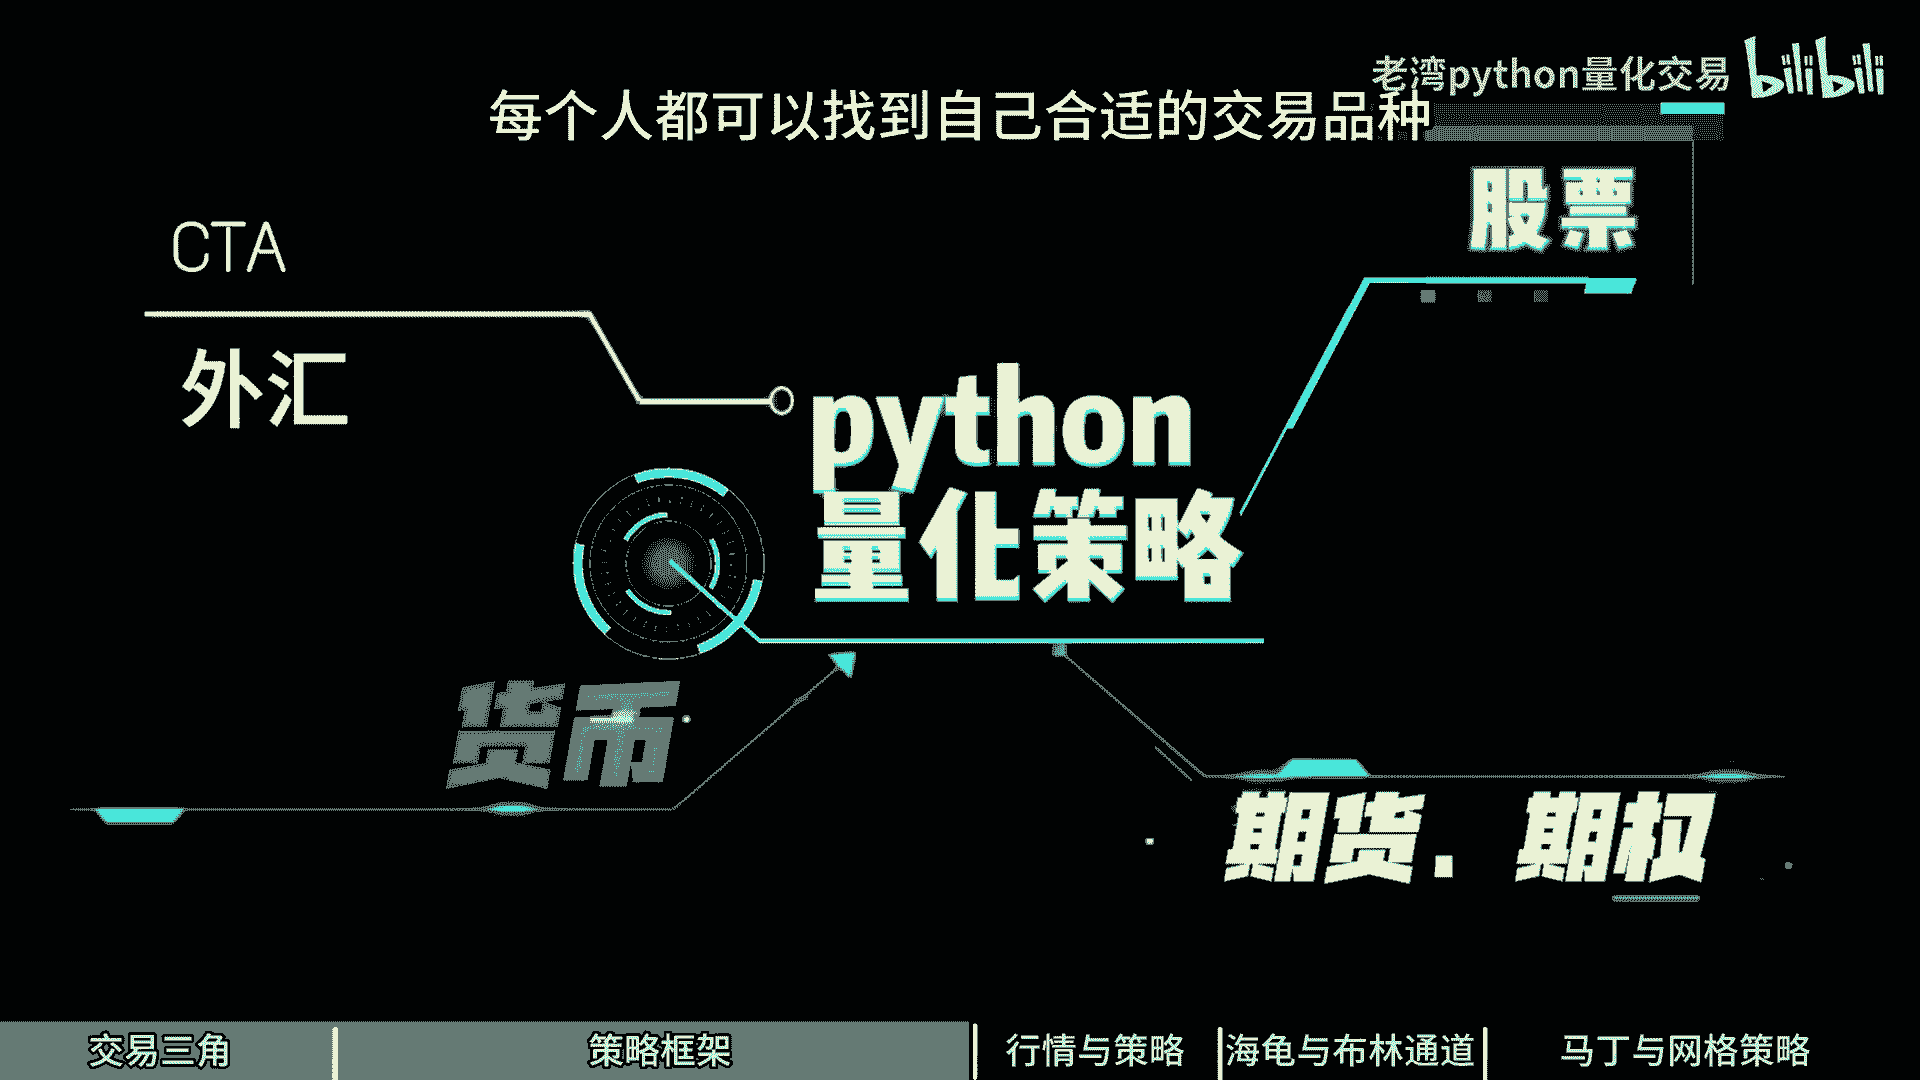 老湾python量化交易
bilibili
每个人都可以找到自己合适的交易品种
股票
CTA
外汇
python
量化策略
货币
期货. 期权
交易三角
策略框架
行情与策略
海龟与布林通道
马丁与网格策略